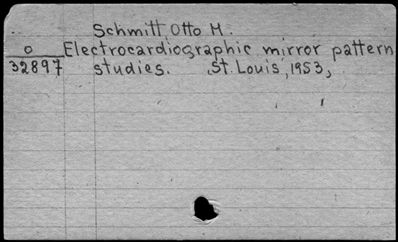 Schmitt, Otto H.
o Electrocardiographic mirror pattern
32897 studies. St. Louis, 1953,